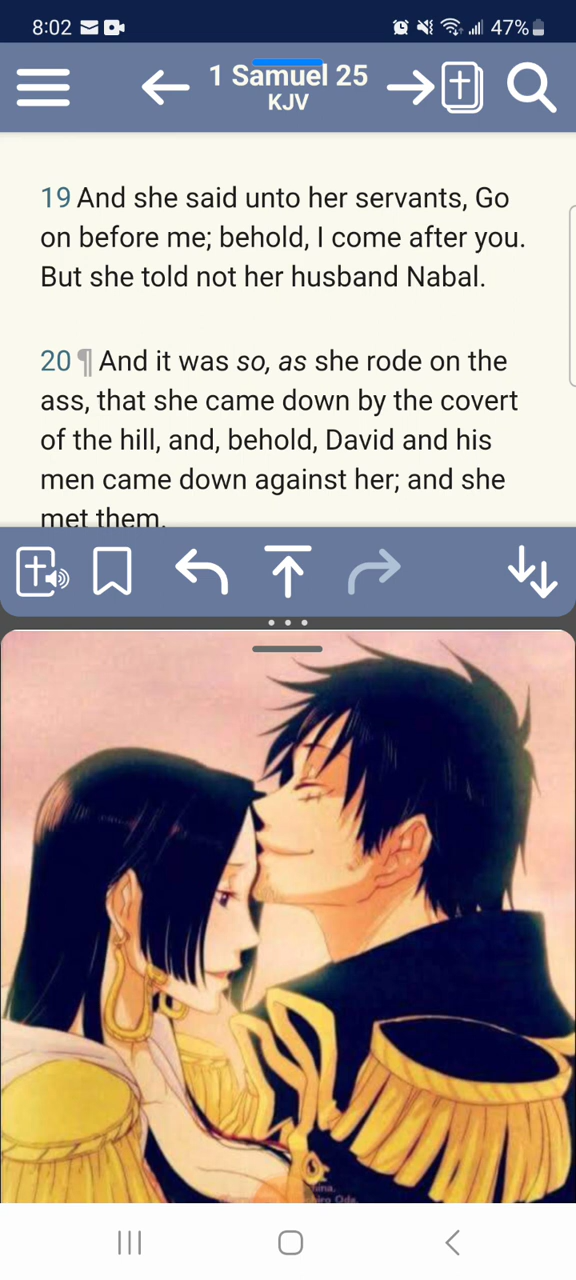 8:02 47%
1 Samuel 25
KJV
19 And she said unto her servants, Go
on before me; behold, I come after you.
But she told not her husband Nabal.
20 ¶ And it was so, as she rode on the
ass, that she came down by the covert
of the hill, and, behold, David and his
men came down against her; and she
met them.
Oda.